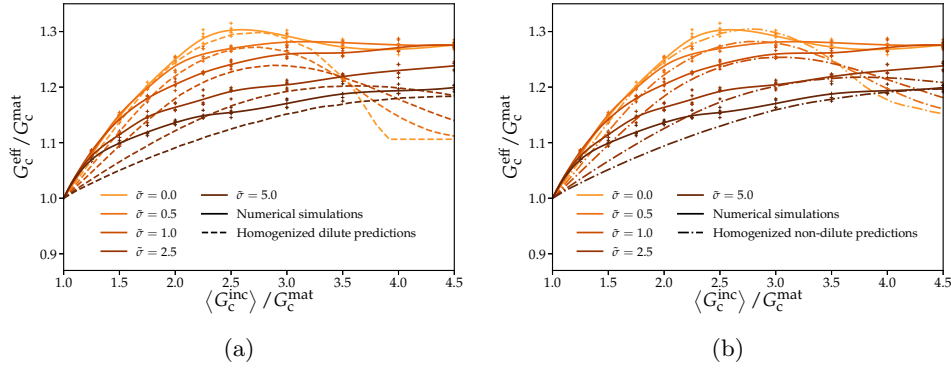 1.3
1.2
1.1
1.0
0.9
G_c^eff / G_c^mat
1.0 1.5 2.0 2.5 3.0 3.5 4.0 4.5
⟨G_c^inc⟩ / G_c^mat
σ̄ = 0.0
σ̄ = 0.5
σ̄ = 1.0
σ̄ = 2.5
σ̄ = 5.0
Numerical simulations
Homogenized dilute predictions
(a)
1.3
1.2
1.1
1.0
0.9
G_c^eff / G_c^mat
1.0 1.5 2.0 2.5 3.0 3.5 4.0 4.5
⟨G_c^inc⟩ / G_c^mat
σ̄ = 0.0
σ̄ = 0.5
σ̄ = 1.0
σ̄ = 2.5
σ̄ = 5.0
Numerical simulations
Homogenized non-dilute predictions
(b)